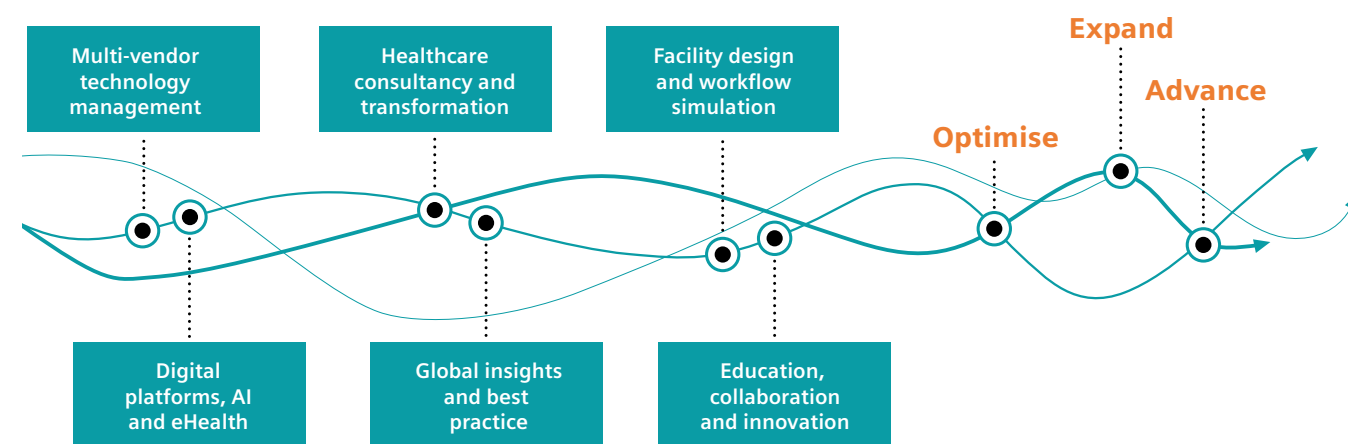 Multi-vendor
technology
management
Healthcare
consultancy and
transformation
Facility design
and workflow
simulation
Expand
Advance
Optimise
Digital
platforms, AI
and eHealth
Global insights
and best
practice
Education,
collaboration
and innovation